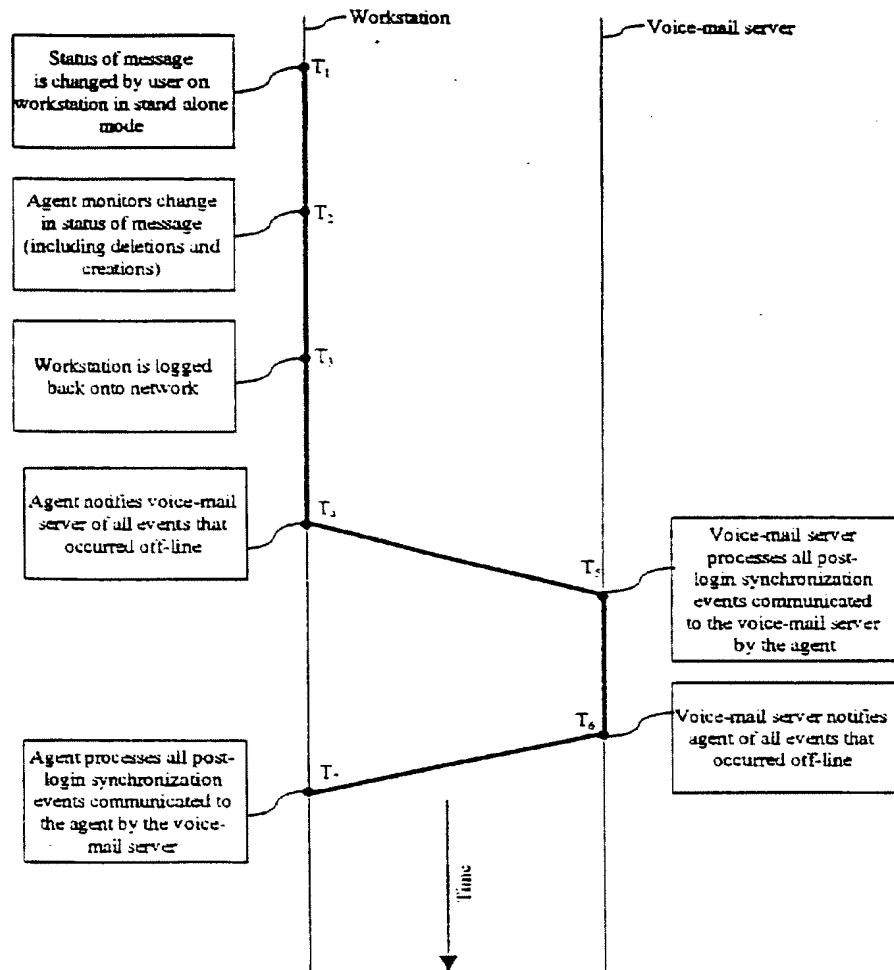 Workstation
Voice-mail server
Status of message
is changed by user on
workstation in stand alone
mode
T1
Agent monitors change
in status of message
(including deletions and
creations)
T2
Workstation is logged
back onto network
T3
Agent notifies voice-mail
server of all events that
occurred off-line
T4
T5
Voice-mail server
processes all post-
login synchronization
events communicated
to the voice-mail server
by the agent
T6
Voice-mail server notifies
agent of all events that
occurred off-line
Agent processes all post-
login synchronization
events communicated to
the agent by the voice-
mail server
T7
Time